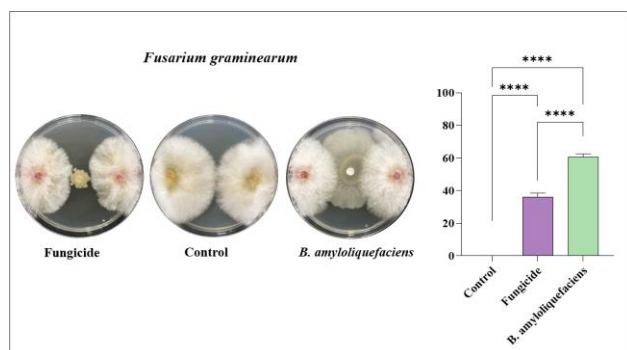 Fusarium graminearum
Fungicide
Control
B. amyloliquefaciens
****
****
****
100
80
60
40
20
0
Control
Fungicide
B. amyloliquefaciens